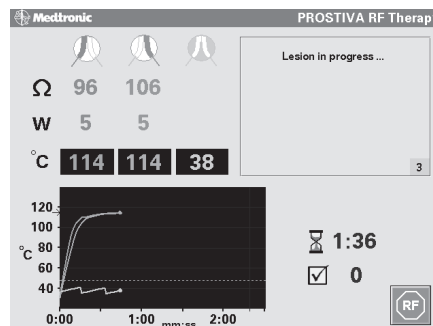 Medtronic PROSTIVA RF Therap
Lesion in progress ...
Ω 96 106
W 5 5
°C 114 114 38
3
120
100
80
60
40
°C
0:00 1:00 2:00
mm:ss
1:36
0
RF